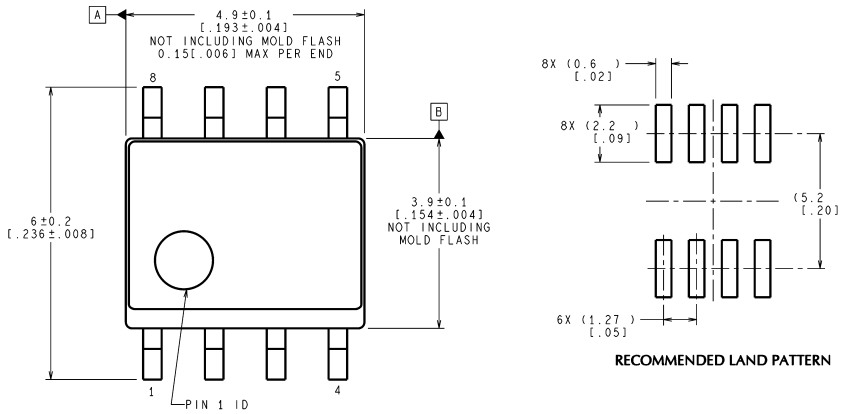 A
4.9±0.1
[.193±.004]
NOT INCLUDING MOLD FLASH
0.15[.006] MAX PER END
8
5
B
6±0.2
[.236±.008]
3.9±0.1
[.154±.004]
NOT INCLUDING
MOLD FLASH
1
4
PIN 1 ID
8X (0.6 )
[.02]
8X (2.2 )
[.09]
(5.2
[.20]
6X (1.27 )
[.05]
RECOMMENDED LAND PATTERN